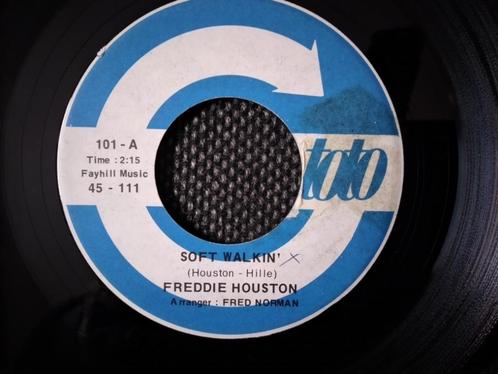 101 - A
Time : 2:15
Fayhill Music
45 - 111
toto
SOFT WALKIN'
(Houston - Hille)
FREDDIE HOUSTON
Arranger : FRED NORMAN